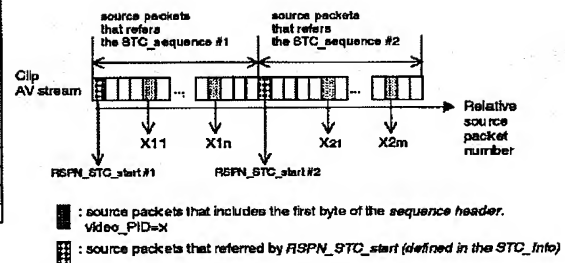 source packets
that refers
the STC_sequence #1
source packets
that refers
the STC_sequence #2
Clip
AV stream
...
...
Relative
source
packet
number
X11
X1n
X21
X2m
RSPN_STC_start #1
RSPN_STC_start #2
: source packets that includes the first byte of the sequence header.
video_PID=x
: source packets that referred by RSPN_STC_start (defined in the STC_Info)